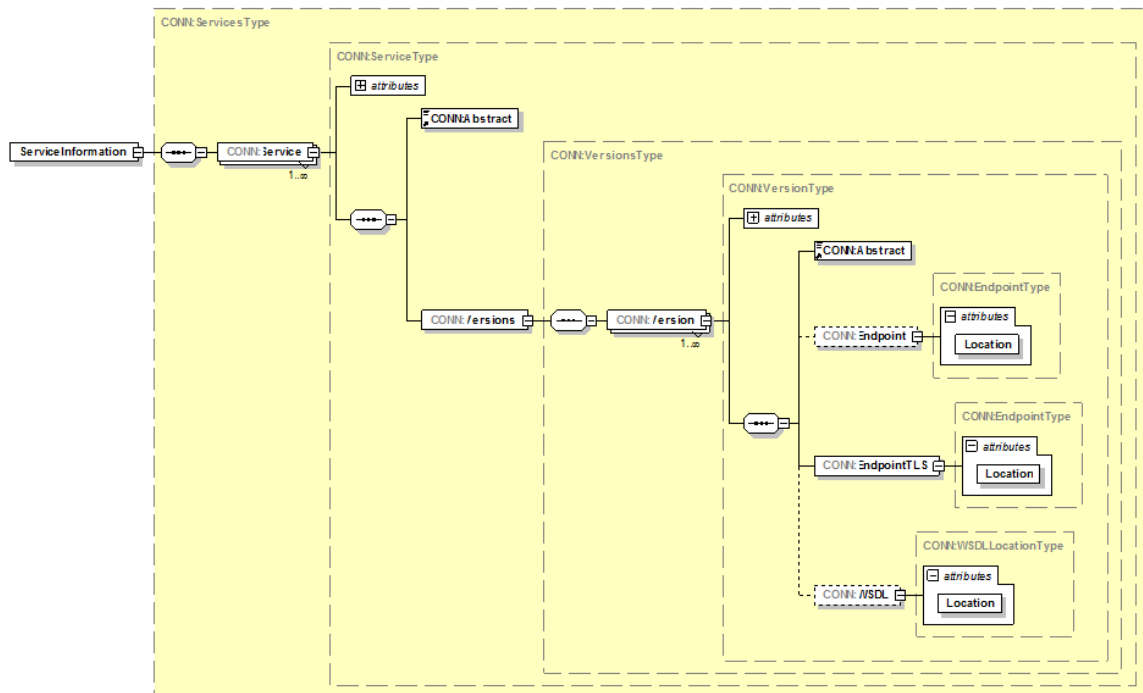 CONN:ServicesType
CONN:ServiceType
attributes
CONN:Abstract
ServiceInformation
CONN:Service
1..∞
CONN:VersionsType
CONN:VersionType
attributes
CONN:Abstract
CONN:EndpointType
attributes
CONN:Versions
CONN:Version
1..∞
CONN:Endpoint
Location
CONN:EndpointType
attributes
CONN:EndpointTLS
Location
CONN:WSDLLocationType
attributes
CONN:WSDL
Location